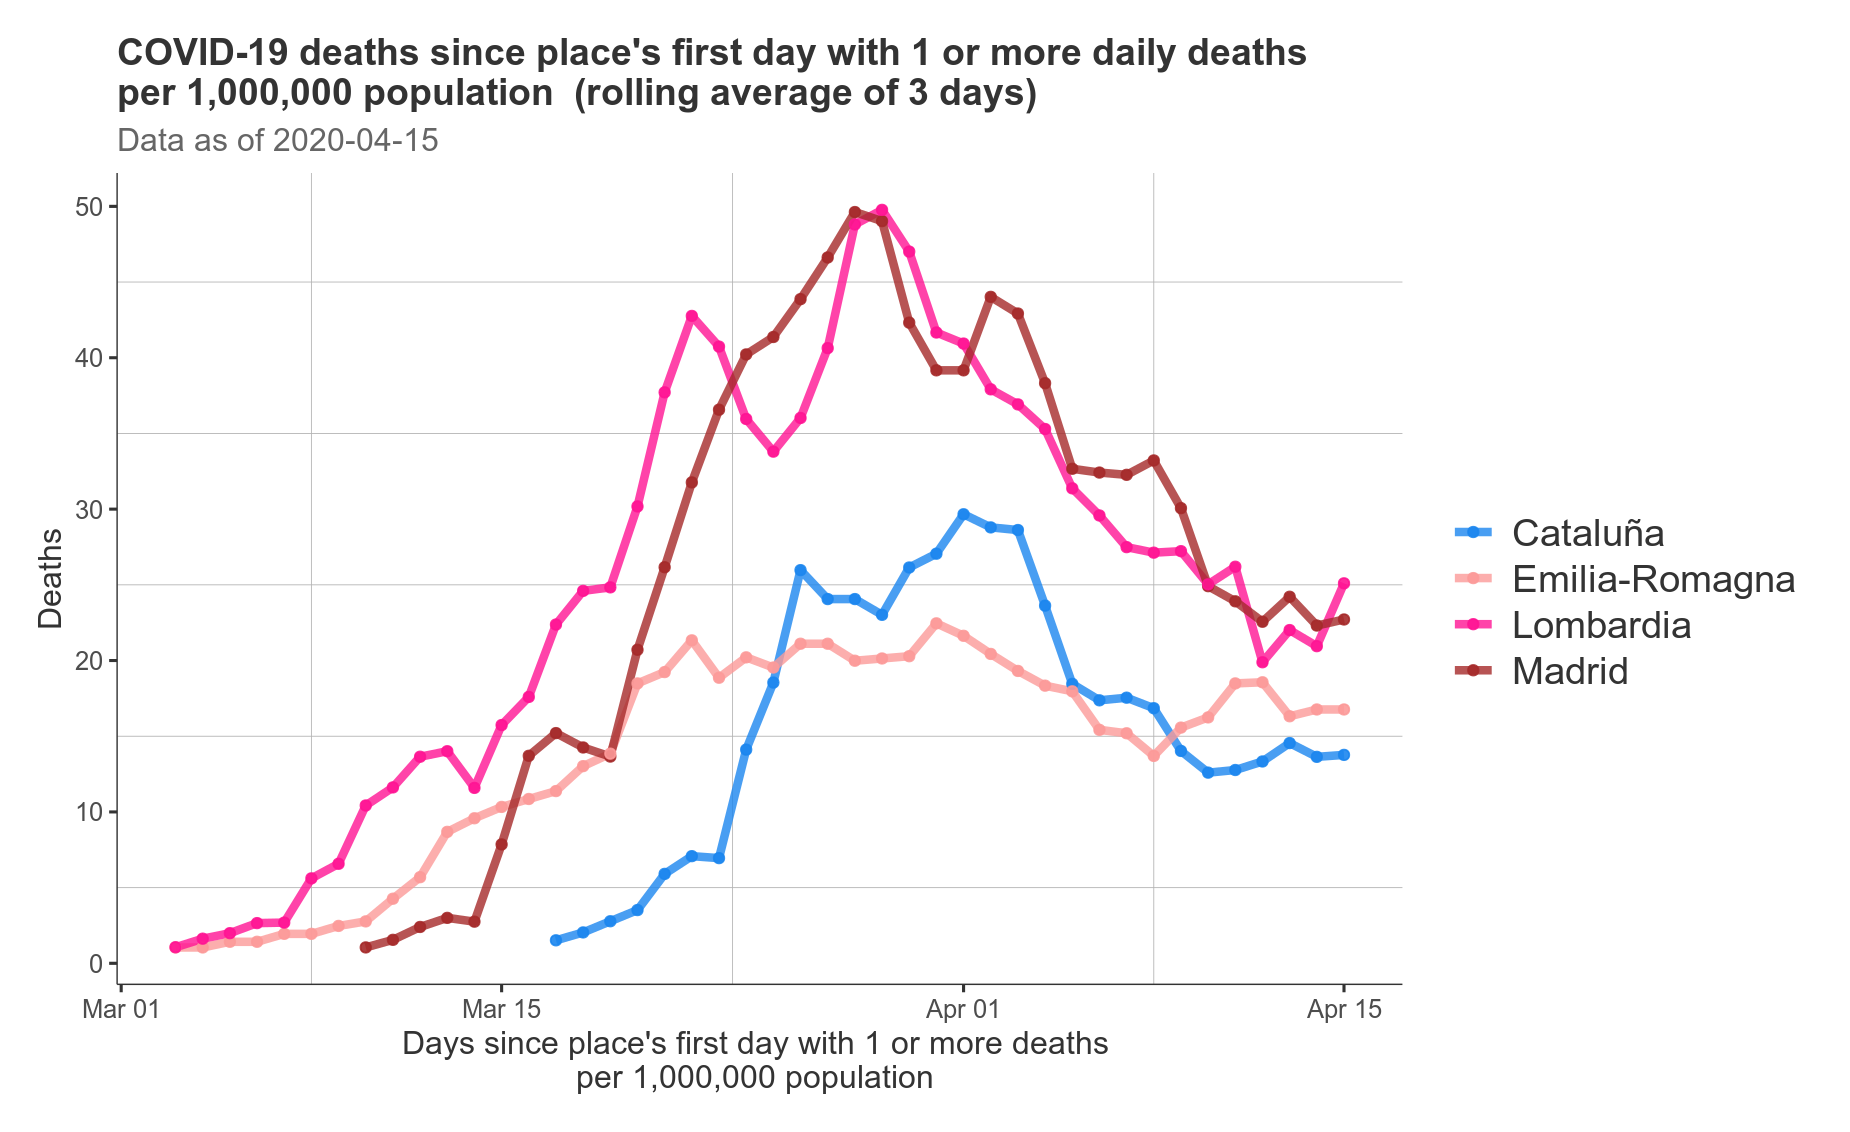 COVID-19 deaths since place's first day with 1 or more daily deaths
per 1,000,000 population  (rolling average of 3 days)
Data as of 2020-04-15
50
40
30
20
10
0
Deaths
Mar 01
Mar 15
Apr 01
Apr 15
Days since place's first day with 1 or more deaths
per 1,000,000 population
Cataluña
Emilia-Romagna
Lombardia
Madrid